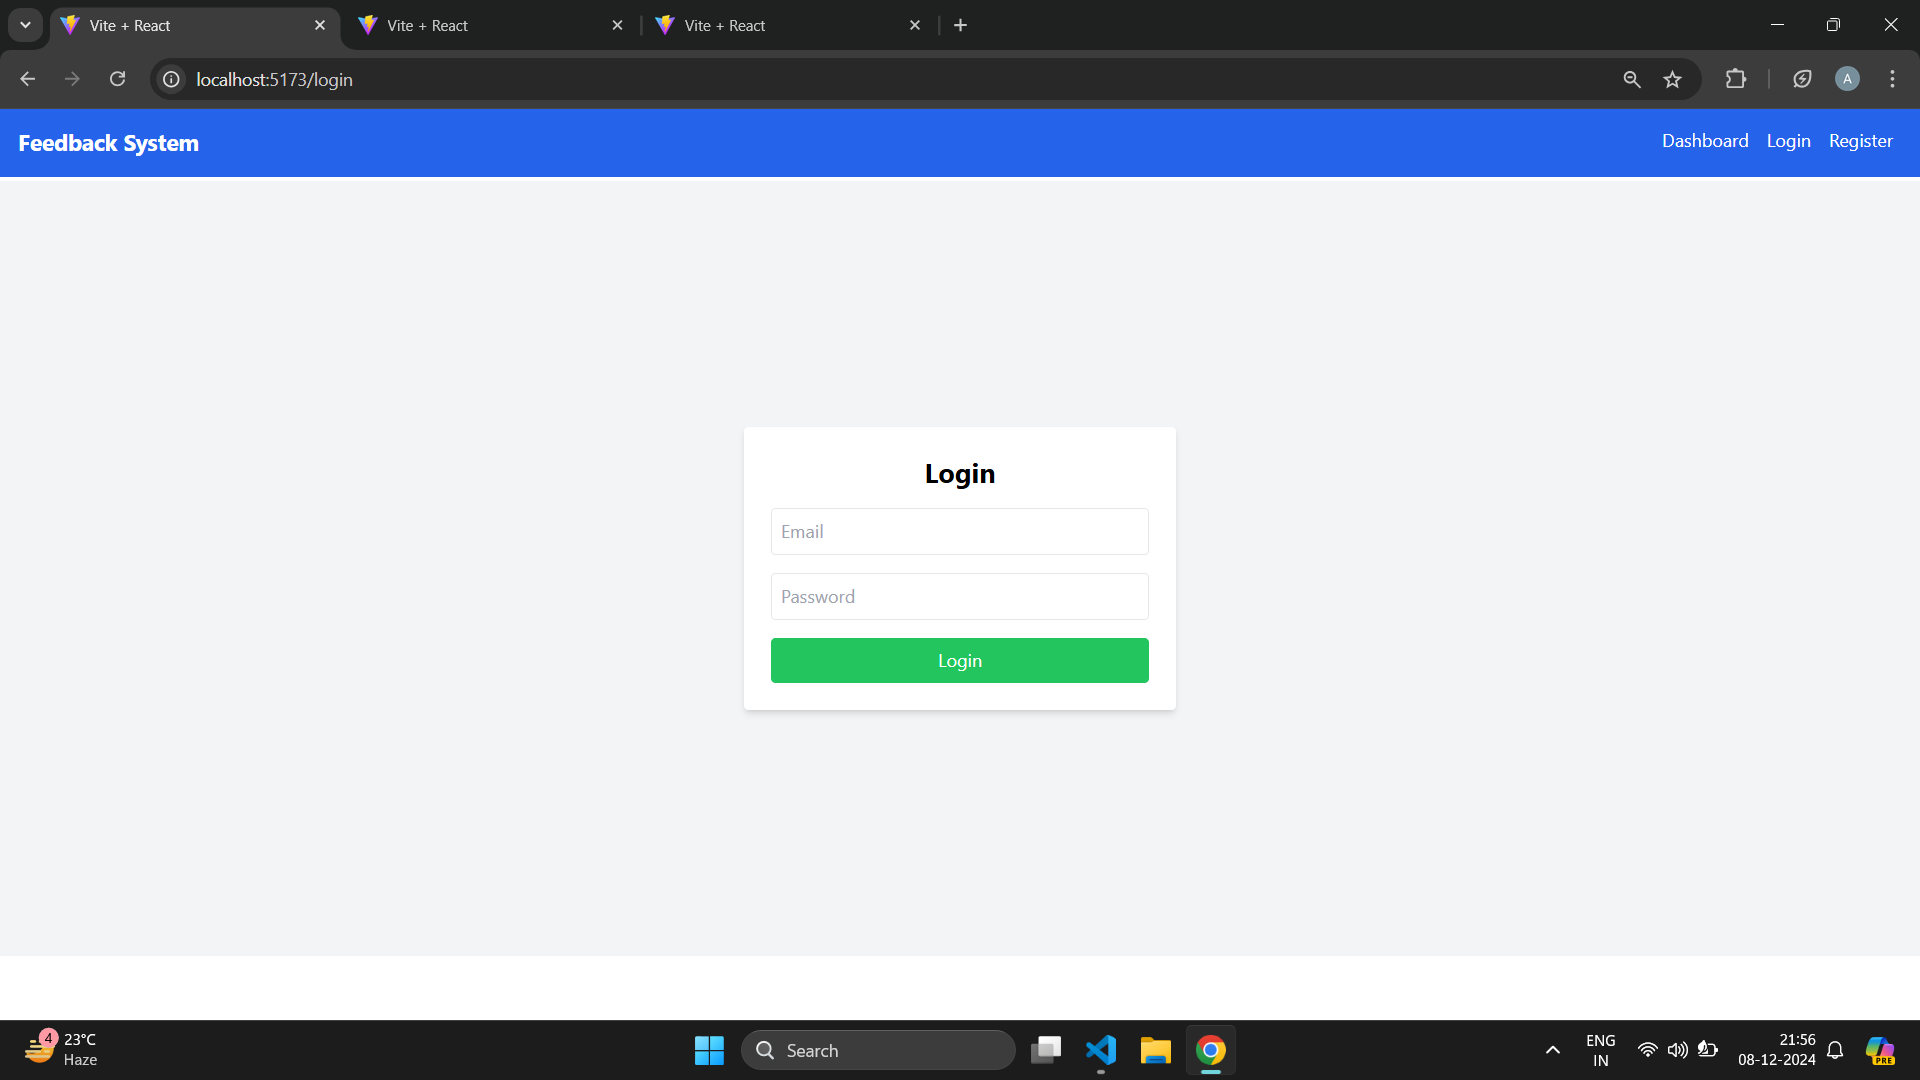 Vite + React
Vite + React
Vite + React
localhost:5173/login
A
Feedback System
Dashboard Login Register
Login
Email
Password
Login
4
23°C
Haze
Search
ENG
IN
21:56
08-12-2024
PRE